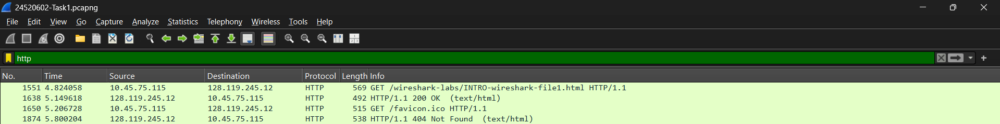 24520602-Task1.pcapng
File Edit View Go Capture Analyze Statistics Telephony Wireless Tools Help
http
No. Time Source Destination Protocol Length Info
1551 4.824058 10.45.75.115 128.119.245.12 HTTP 569 GET /wireshark-labs/INTRO-wireshark-file1.html HTTP/1.1
1638 5.149618 128.119.245.12 10.45.75.115 HTTP 492 HTTP/1.1 200 OK (text/html)
1650 5.206728 10.45.75.115 128.119.245.12 HTTP 515 GET /favicon.ico HTTP/1.1
1874 5.800204 128.119.245.12 10.45.75.115 HTTP 538 HTTP/1.1 404 Not Found (text/html)